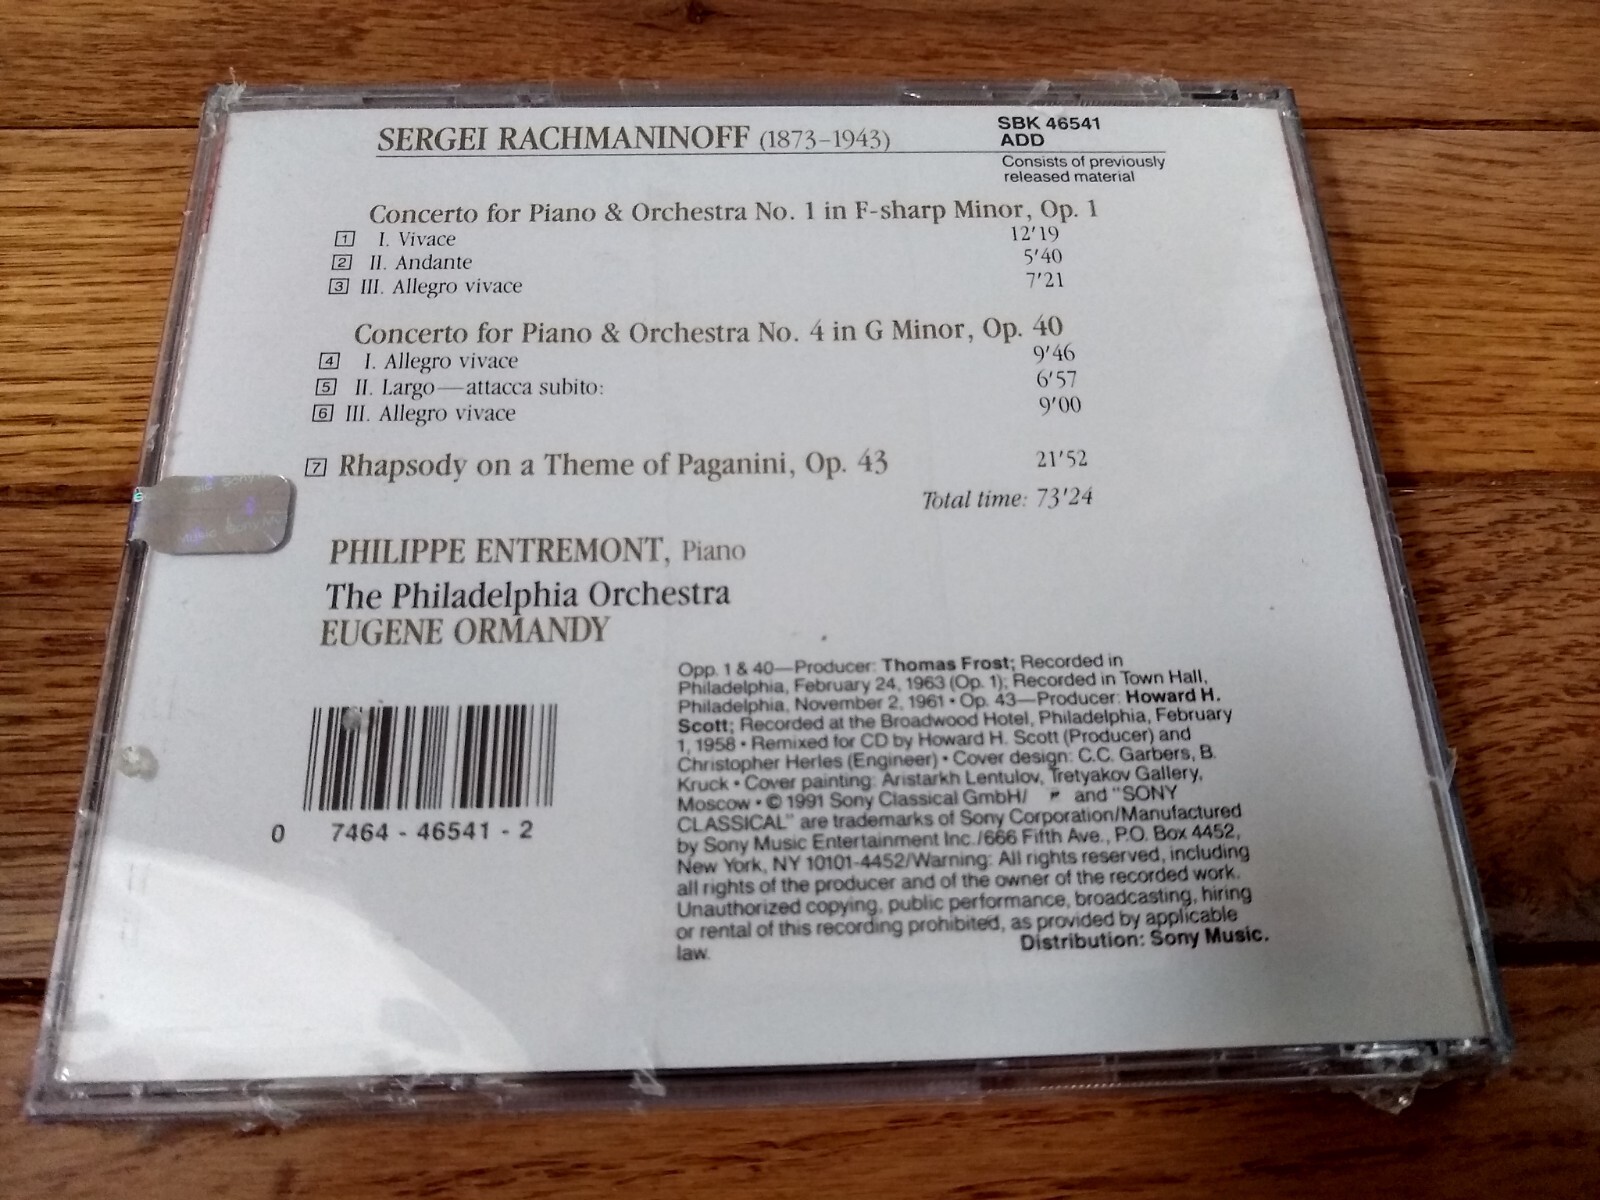 SERGEI RACHMANINOFF (1873–1943)
SBK 46541
ADD
Consists of previously
released material
Concerto for Piano & Orchestra No. 1 in F-sharp Minor, Op. 1
1 I. Vivace 12'19
2 II. Andante 5'40
3 III. Allegro vivace 7'21
Concerto for Piano & Orchestra No. 4 in G Minor, Op. 40
4 I. Allegro vivace 9'46
5 II. Largo—attacca subito: 6'57
6 III. Allegro vivace 9'00
7 Rhapsody on a Theme of Paganini, Op. 43 21'52
Total time: 73'24
PHILIPPE ENTREMONT, Piano
The Philadelphia Orchestra
EUGENE ORMANDY
Opp. 1 & 40—Producer: Thomas Frost; Recorded in
Philadelphia, February 24, 1963 (Op. 1); Recorded in Town Hall,
Philadelphia, November 2, 1961 • Op. 43—Producer: Howard H.
Scott; Recorded at the Broadwood Hotel, Philadelphia, February
1, 1958 • Remixed for CD by Howard H. Scott (Producer) and
Christopher Herles (Engineer) • Cover design: C.C. Garbers, B.
Kruck • Cover painting: Aristarkh Lentulov, Tretyakov Gallery,
Moscow • © 1991 Sony Classical GmbH/ and "SONY
CLASSICAL" are trademarks of Sony Corporation/Manufactured
by Sony Music Entertainment Inc./666 Fifth Ave., P.O. Box 4452,
New York, NY 10101-4452/Warning: All rights reserved, including
all rights of the producer and of the owner of the recorded work.
Unauthorized copying, public performance, broadcasting, hiring
or rental of this recording prohibited, as provided by applicable
law.
Distribution: Sony Music.
0 7464 - 46541 - 2